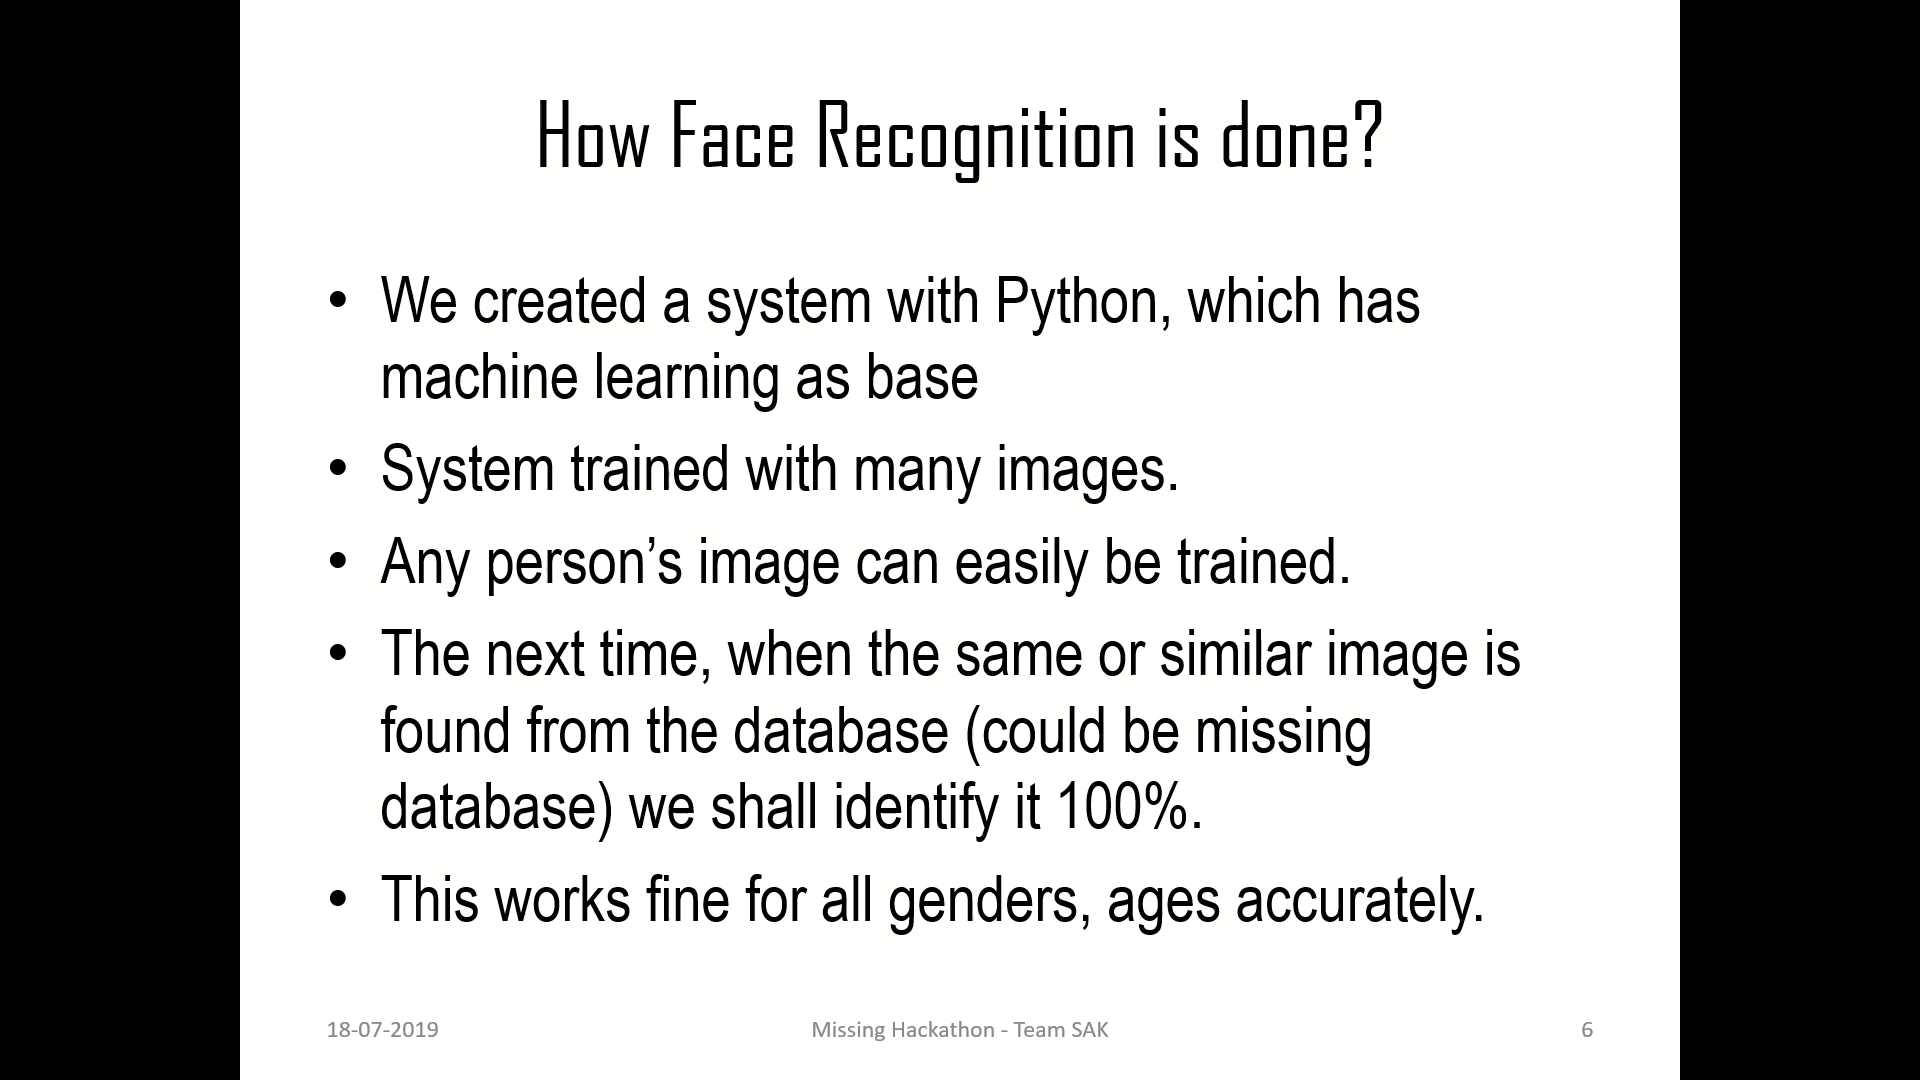 How Face Recognition is done?
• We created a system with Python, which has
machine learning as base
• System trained with many images.
• Any person’s image can easily be trained.
• The next time, when the same or similar image is
found from the database (could be missing
database) we shall identify it 100%.
• This works fine for all genders, ages accurately.
18-07-2019
Missing Hackathon - Team SAK
6